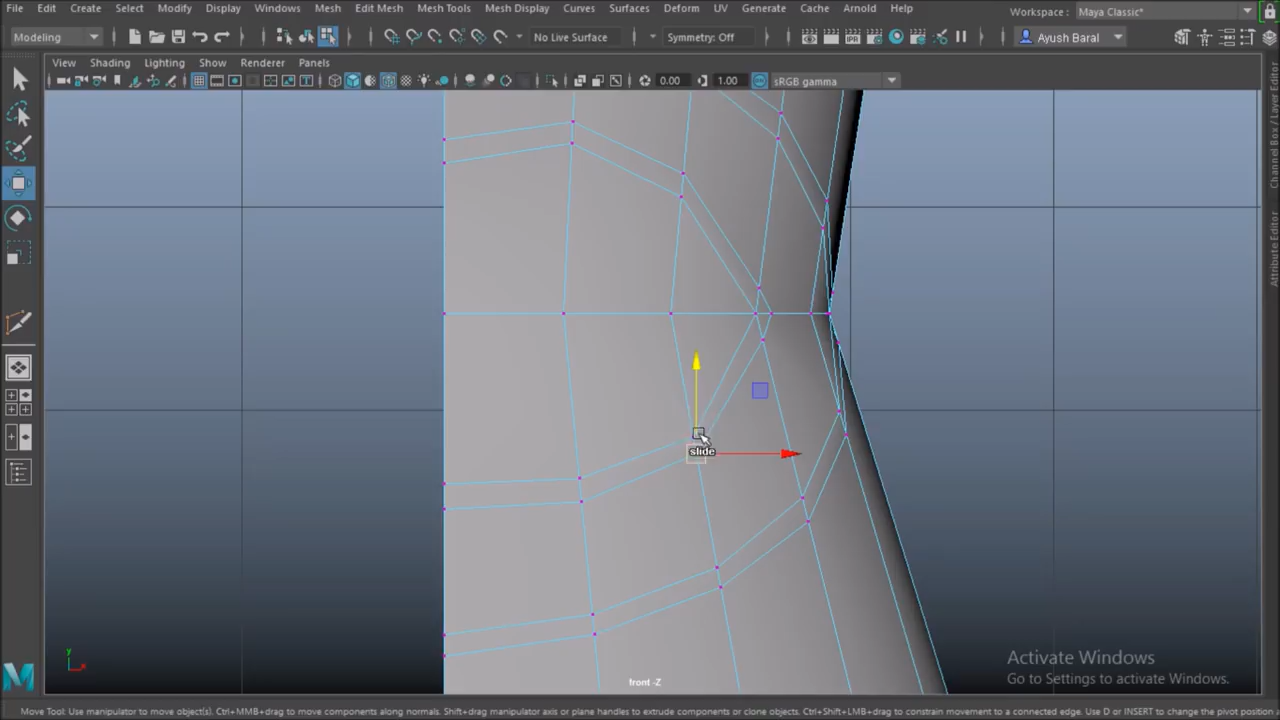 File Edit Create Select Modify Display Windows Mesh Edit Mesh Mesh Tools Mesh Display Curves Surfaces Deform UV Generate Cache Arnold Help Workspace: Maya Classic*
Modeling No Live Surface Symmetry: Off Ayush Baral
View Shading Lighting Show Renderer Panels
0.00 1.00 sRGB gamma
Channel Box / Layer Editor
Attribute Editor
slide
y
front -Z
Activate Windows
Go to Settings to activate Windows.
Move Tool: Use manipulator to move object(s). Ctrl+MMB+drag to move components along normals. Shift+drag manipulator axis or plane handles to extrude components or clone objects. Ctrl+Shift+LMB+drag to constrain movement to a connected edge. Use D or INSERT to change the pivot position